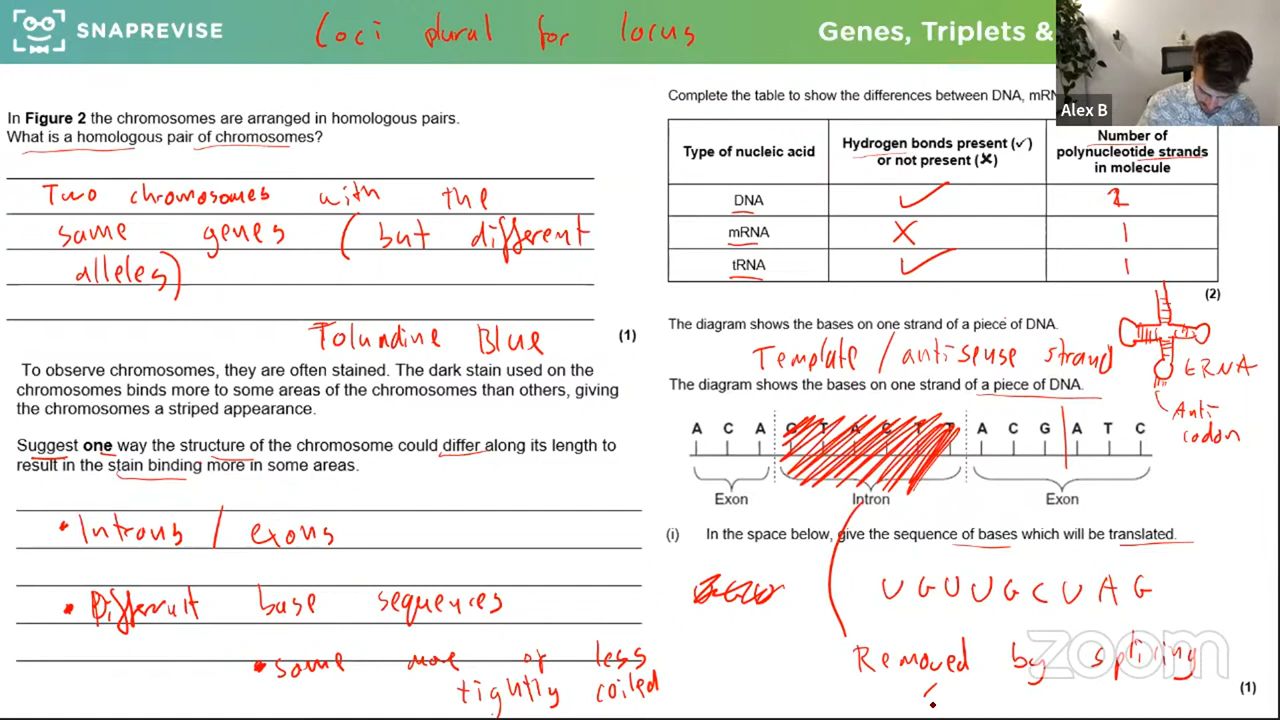 SNAPREVISE
Loci plural for locus
Genes, Triplets &
Alex B
In Figure 2 the chromosomes are arranged in homologous pairs.
What is a homologous pair of chromosomes?
Two chromosomes with the
same genes (but different
alleles)
(1)
Tolundine Blue
To observe chromosomes, they are often stained. The dark stain used on the
chromosomes binds more to some areas of the chromosomes than others, giving
the chromosomes a striped appearance.
Suggest one way the structure of the chromosome could differ along its length to
result in the stain binding more in some areas.
• Introns / exons
• Different base sequences
• some more or less
tightly coiled
Complete the table to show the differences between DNA,
Type of nucleic acid
Hydrogen bonds present (✓)
or not present (✗)
Number of
polynucleotide strands
in molecule
DNA ✓ 2
mRNA ✗ 1
tRNA ✓ 1
(2)
The diagram shows the bases on one strand of a piece of DNA.
Template / antisense strand
tRNA
Anti
codon
The diagram shows the bases on one strand of a piece of DNA.
A C A G T A C T T A C G A T C
Exon Intron Exon
(i) In the space below, give the sequence of bases which will be translated.
U G U U G C U A G
Removed by splicing
zoom
(1)